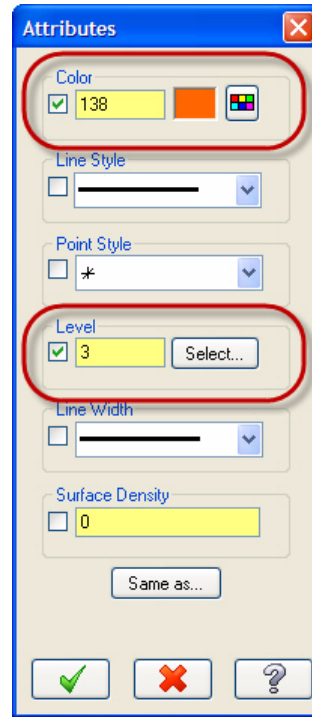 Attributes
Color
138
Line Style
Point Style
Level
3
Select...
Line Width
Surface Density
0
Same as...